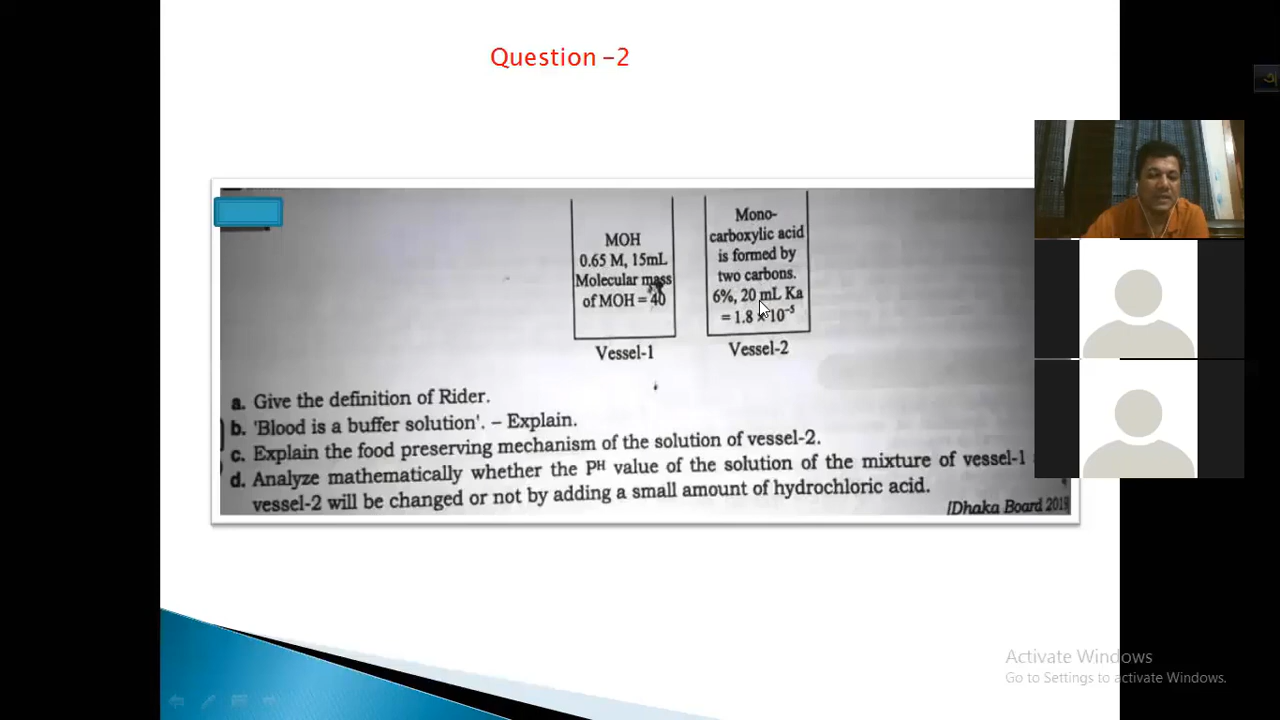 Question –2
MOH
0.65 M, 15mL
Molecular mass
of MOH = 40
Vessel-1
Mono-
carboxylic acid
is formed by
two carbons.
6%, 20 mL Ka
= 1.8 × 10⁻⁵
Vessel-2
a. Give the definition of Rider.
b. 'Blood is a buffer solution'. – Explain.
c. Explain the food preserving mechanism of the solution of vessel-2.
d. Analyze mathematically whether the Pᴴ value of the solution of the mixture of vessel-1
vessel-2 will be changed or not by adding a small amount of hydrochloric acid.
[Dhaka Board
Activate Windows
Go to Settings to activate Windows.